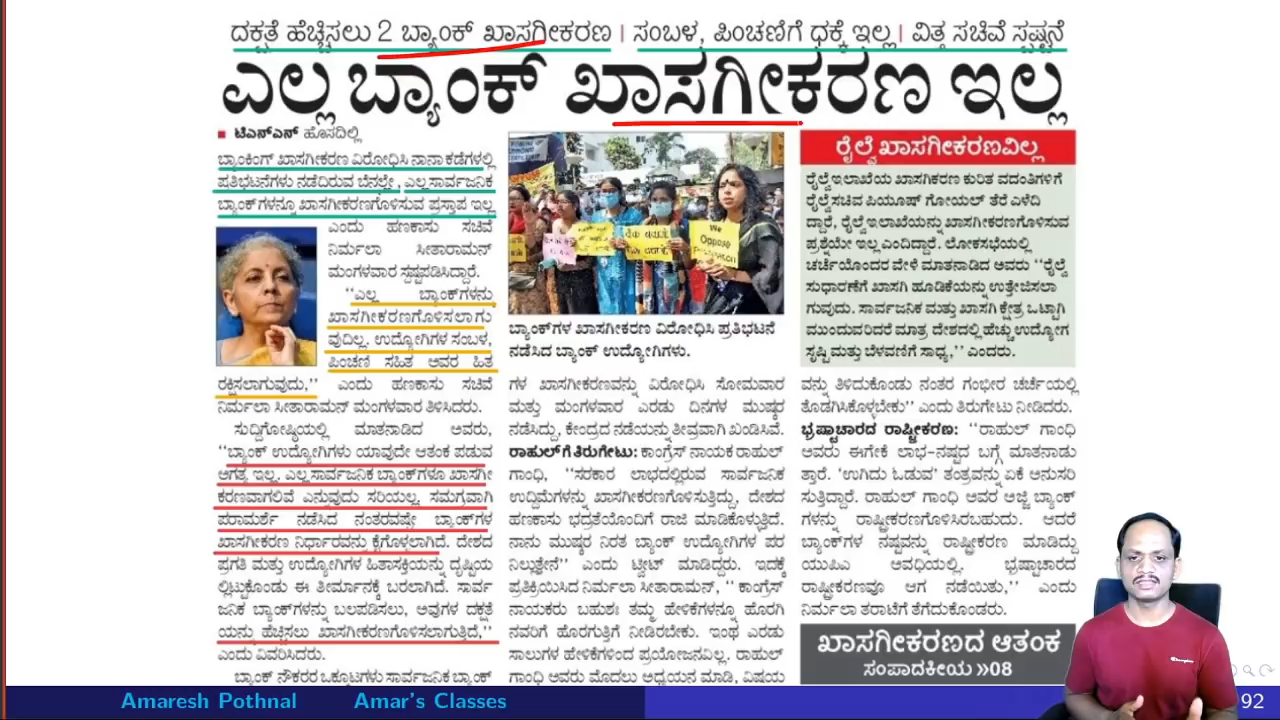 ದಕ್ಷತೆ ಹೆಚ್ಚಿಸಲು 2 ಬ್ಯಾಂಕ್ ಖಾಸಗೀಕರಣ | ಸಂಬಳ, ಪಿಂಚಣಿಗೆ ಧಕ್ಕೆ ಇಲ್ಲ | ವಿತ್ತ ಸಚಿವೆ ಸ್ಪಷ್ಟನೆ
ಎಲ್ಲ ಬ್ಯಾಂಕ್ ಖಾಸಗೀಕರಣ ಇಲ್ಲ
■ ಟಿಎನ್ಎನ್ ಹೊಸದಿಲ್ಲಿ
ಬ್ಯಾಂಕಿಂಗ್ ಖಾಸಗೀಕರಣ ವಿರೋಧಿಸಿ ನಾನಾ ಕಡೆಗಳಲ್ಲಿ
ಪ್ರತಿಭಟನೆಗಳು ನಡೆದಿರುವ ಬೆನಲ್ಲೇ, ಎಲ್ಲ ಸಾರ್ವಜನಿಕ
ಬ್ಯಾಂಕ್‌ಗಳನ್ನೂ ಖಾಸಗೀಕರಣಗೊಳಿಸುವ ಪ್ರಸ್ತಾಪ ಇಲ್ಲ
ಎಂದು ಹಣಕಾಸು ಸಚಿವೆ
ನಿರ್ಮಲಾ ಸೀತಾರಾಮನ್
ಮಂಗಳವಾರ ಸ್ಪಷ್ಟಪಡಿಸಿದ್ದಾರೆ.
"ಎಲ್ಲ ಬ್ಯಾಂಕ್‌ಗಳನ್ನು
ಖಾಸಗೀಕರಣಗೊಳಿಸಲಾಗು
ವುದಿಲ್ಲ. ಉದ್ಯೋಗಿಗಳ ಸಂಬಳ,
ಪಿಂಚಣಿ ಸಹಿತ ಅವರ ಹಿತ
ರಕ್ಷಿಸಲಾಗುವುದು," ಎಂದು ಹಣಕಾಸು ಸಚಿವೆ
ನಿರ್ಮಲಾ ಸೀತಾರಾಮನ್ ಮಂಗಳವಾರ ತಿಳಿಸಿದರು.
ಸುದ್ದಿಗೋಷ್ಠಿಯಲ್ಲಿ ಮಾತನಾಡಿದ ಅವರು,
"ಬ್ಯಾಂಕ್ ಉದ್ಯೋಗಿಗಳು ಯಾವುದೇ ಆತಂಕ ಪಡುವ
ಅಗತ್ಯ ಇಲ್ಲ. ಎಲ್ಲ ಸಾರ್ವಜನಿಕ ಬ್ಯಾಂಕ್‌ಗಳೂ ಖಾಸಗೀ
ಕರಣವಾಗಲಿವೆ ಎನ್ನುವುದು ಸರಿಯಲ್ಲ. ಸಮಗ್ರವಾಗಿ
ಪರಾಮರ್ಶೆ ನಡೆಸಿದ ನಂತರವಷ್ಟೇ ಬ್ಯಾಂಕ್‌ಗಳ
ಖಾಸಗೀಕರಣ ನಿರ್ಧಾರವನ್ನು ಕೈಗೊಳ್ಳಲಾಗಿದೆ. ದೇಶದ
ಪ್ರಗತಿ ಮತ್ತು ಉದ್ಯೋಗಿಗಳ ಹಿತಾಸಕ್ತಿಯನ್ನು ದೃಷ್ಟಿಯ
ಲ್ಲಿಟ್ಟುಕೊಂಡು ಈ ತೀರ್ಮಾನಕ್ಕೆ ಬರಲಾಗಿದೆ. ಸಾರ್ವ
ಜನಿಕ ಬ್ಯಾಂಕ್‌ಗಳನ್ನು ಬಲಪಡಿಸಲು, ಅವುಗಳ ದಕ್ಷತೆ
ಯನ್ನು ಹೆಚ್ಚಿಸಲು ಖಾಸಗೀಕರಣಗೊಳಿಸಲಾಗುತ್ತಿದೆ,"
ಎಂದು ವಿವರಿಸಿದರು.
ಬ್ಯಾಂಕ್ ನೌಕರರ ಒಕ್ಕೂಟಗಳು ಸಾರ್ವಜನಿಕ ಬ್ಯಾಂಕ್
We
Oppose
ಬ್ಯಾಂಕ್‌ಗಳ ಖಾಸಗೀಕರಣ ವಿರೋಧಿಸಿ ಪ್ರತಿಭಟನೆ
ನಡೆಸಿದ ಬ್ಯಾಂಕ್ ಉದ್ಯೋಗಿಗಳು.
ಗಳ ಖಾಸಗೀಕರಣವನ್ನು ವಿರೋಧಿಸಿ ಸೋಮವಾರ
ಮತ್ತು ಮಂಗಳವಾರ ಎರಡು ದಿನಗಳ ಮುಷ್ಕರ
ನಡೆಸಿದ್ದು, ಕೇಂದ್ರದ ನಡೆಯನ್ನು ತೀವ್ರವಾಗಿ ಖಂಡಿಸಿವೆ.
ರಾಹುಲ್‌ಗೆ ತಿರುಗೇಟು: ಕಾಂಗ್ರೆಸ್ ನಾಯಕ ರಾಹುಲ್
ಗಾಂಧಿ, "ಸರಕಾರ ಲಾಭದಲ್ಲಿರುವ ಸಾರ್ವಜನಿಕ
ಉದ್ದಿಮೆಗಳನ್ನು ಖಾಸಗೀಕರಣಗೊಳಿಸುತ್ತಿದ್ದು, ದೇಶದ
ಹಣಕಾಸು ಭದ್ರತೆಯೊಂದಿಗೆ ರಾಜಿ ಮಾಡಿಕೊಳ್ಳುತ್ತಿದೆ.
ನಾನು ಮುಷ್ಕರ ನಿರತ ಬ್ಯಾಂಕ್ ಉದ್ಯೋಗಿಗಳ ಪರ
ನಿಲ್ಲುತ್ತೇನೆ" ಎಂದು ಟ್ವೀಟ್ ಮಾಡಿದ್ದರು. ಇದಕ್ಕೆ
ಪ್ರತಿಕ್ರಿಯಿಸಿದ ನಿರ್ಮಲಾ ಸೀತಾರಾಮನ್, "ಕಾಂಗ್ರೆಸ್
ನಾಯಕರು ಬಹುಶಃ ತಮ್ಮ ಹೇಳಿಕೆಗಳನ್ನೂ ಹೊರಗಿ
ನವರಿಗೆ ಹೊರಗುತ್ತಿಗೆ ನೀಡಿರಬೇಕು. ಇಂಥ ಎರಡು
ಸಾಲುಗಳ ಹೇಳಿಕೆಗಳಿಂದ ಪ್ರಯೋಜನವಿಲ್ಲ. ರಾಹುಲ್
ಗಾಂಧಿ ಅವರು ಮೊದಲು ಅಧ್ಯಯನ ಮಾಡಿ, ವಿಷಯ
ರೈಲ್ವೆ ಖಾಸಗೀಕರಣವಿಲ್ಲ
ರೈಲ್ವೆ ಇಲಾಖೆಯ ಖಾಸಗಿಕರಣ ಕುರಿತ ವದಂತಿಗಳಿಗೆ
ರೈಲ್ವೆ ಸಚಿವ ಪಿಯೂಷ್ ಗೋಯಲ್ ತೆರೆ ಎಳೆದಿ
ದ್ದಾರೆ, ರೈಲ್ವೆ ಇಲಾಖೆಯನ್ನು ಖಾಸಗೀಕರಣಗೊಳಿಸುವ
ಪ್ರಶ್ನೆಯೇ ಇಲ್ಲ ಎಂದಿದ್ದಾರೆ. ಲೋಕಸಭೆಯಲ್ಲಿ
ಚರ್ಚೆಯೊಂದರ ವೇಳೆ ಮಾತನಾಡಿದ ಅವರು "ರೈಲ್ವೆ
ಸುಧಾರಣೆಗೆ ಖಾಸಗಿ ಹೂಡಿಕೆಯನ್ನು ಉತ್ತೇಜಿಸಲಾ
ಗುವುದು. ಸಾರ್ವಜನಿಕ ಮತ್ತು ಖಾಸಗಿ ಕ್ಷೇತ್ರ ಒಟ್ಟಾಗಿ
ಮುಂದುವರಿದರೆ ಮಾತ್ರ ದೇಶದಲ್ಲಿ ಹೆಚ್ಚು ಉದ್ಯೋಗ
ಸೃಷ್ಟಿ ಮತ್ತು ಬೆಳವಣಿಗೆ ಸಾಧ್ಯ," ಎಂದರು.
ವನ್ನು ತಿಳಿದುಕೊಂಡು ನಂತರ ಗಂಭೀರ ಚರ್ಚೆಯಲ್ಲಿ
ತೊಡಗಿಸಿಕೊಳ್ಳಬೇಕು" ಎಂದು ತಿರುಗೇಟು ನೀಡಿದರು.
ಭ್ರಷ್ಟಾಚಾರದ ರಾಷ್ಟ್ರೀಕರಣ: "ರಾಹುಲ್ ಗಾಂಧಿ
ಅವರು ಈಗೇಕೆ ಲಾಭ-ನಷ್ಟದ ಬಗ್ಗೆ ಮಾತನಾಡು
ತ್ತಾರೆ. 'ಉಗಿದು ಓಡುವ' ತಂತ್ರವನ್ನು ಏಕೆ ಅನುಸರಿ
ಸುತ್ತಿದ್ದಾರೆ. ರಾಹುಲ್ ಗಾಂಧಿ ಅವರ ಅಜ್ಜಿ ಬ್ಯಾಂಕ್
ಗಳನ್ನು ರಾಷ್ಟ್ರೀಕರಣಗೊಳಿಸಿರಬಹುದು. ಆದರೆ
ಬ್ಯಾಂಕ್‌ಗಳ ನಷ್ಟವನ್ನು ರಾಷ್ಟ್ರೀಕರಣ ಮಾಡಿದ್ದು
ಯುಪಿಎ ಅವಧಿಯಲ್ಲಿ. ಭ್ರಷ್ಟಾಚಾರದ
ರಾಷ್ಟ್ರೀಕರಣವೂ ಆಗ ನಡೆಯಿತು," ಎಂದು
ನಿರ್ಮಲಾ ತರಾಟೆಗೆ ತೆಗೆದುಕೊಂಡರು.
ಖಾಸಗೀಕರಣದ ಆತಂಕ
ಸಂಪಾದಕೀಯ »08
Champion
Amaresh Pothnal Amar's Classes 92